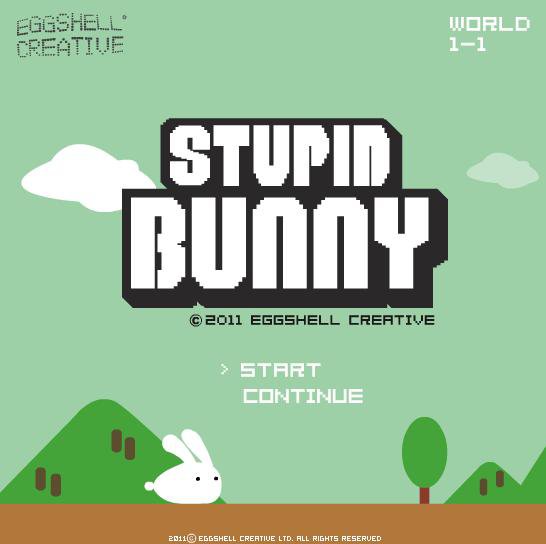 EGGSHELL®
CREATIVE
WORLD
1-1
STUPID
BUNNY
©2011 EGGSHELL CREATIVE
> START
CONTINUE
2011© EGGSHELL CREATIVE LTD. ALL RIGHTS RESERVED